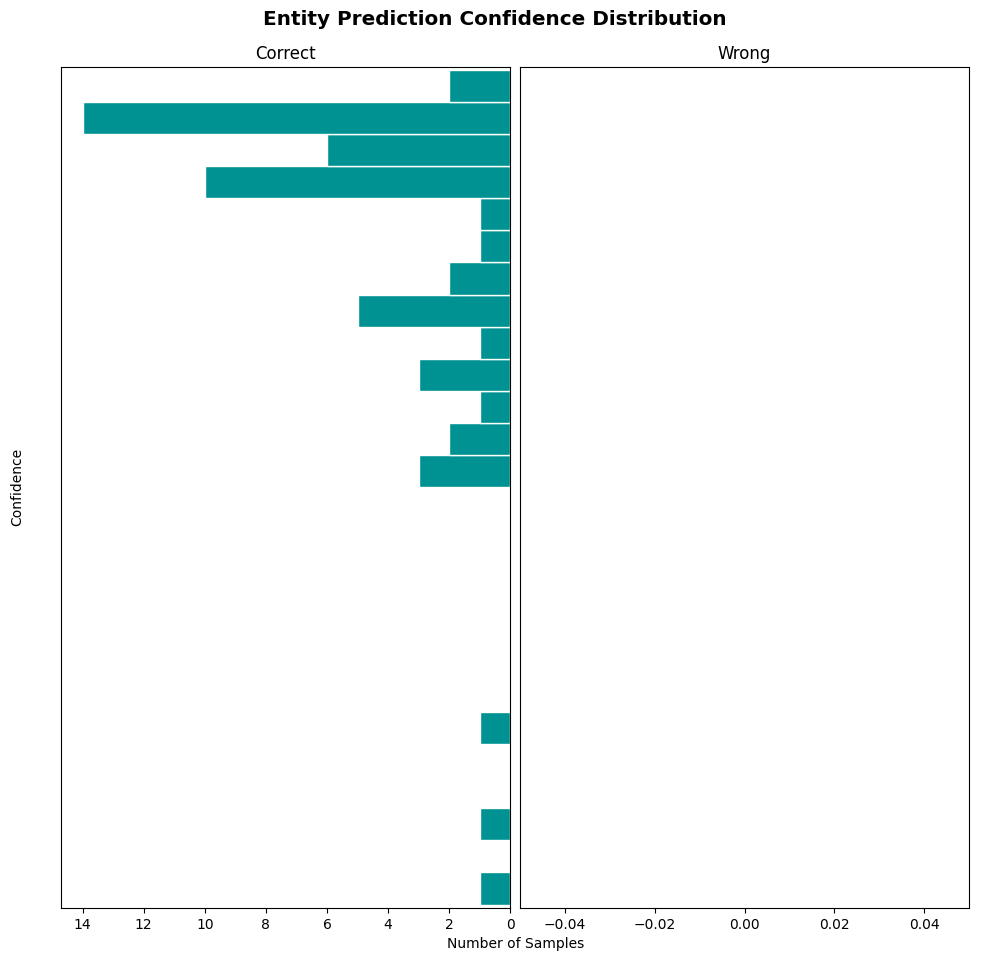 Entity Prediction Confidence Distribution
Correct
Wrong
Confidence
14 12 10 8 6 4 2 0
−0.04 −0.02 0.00 0.02 0.04
Number of Samples